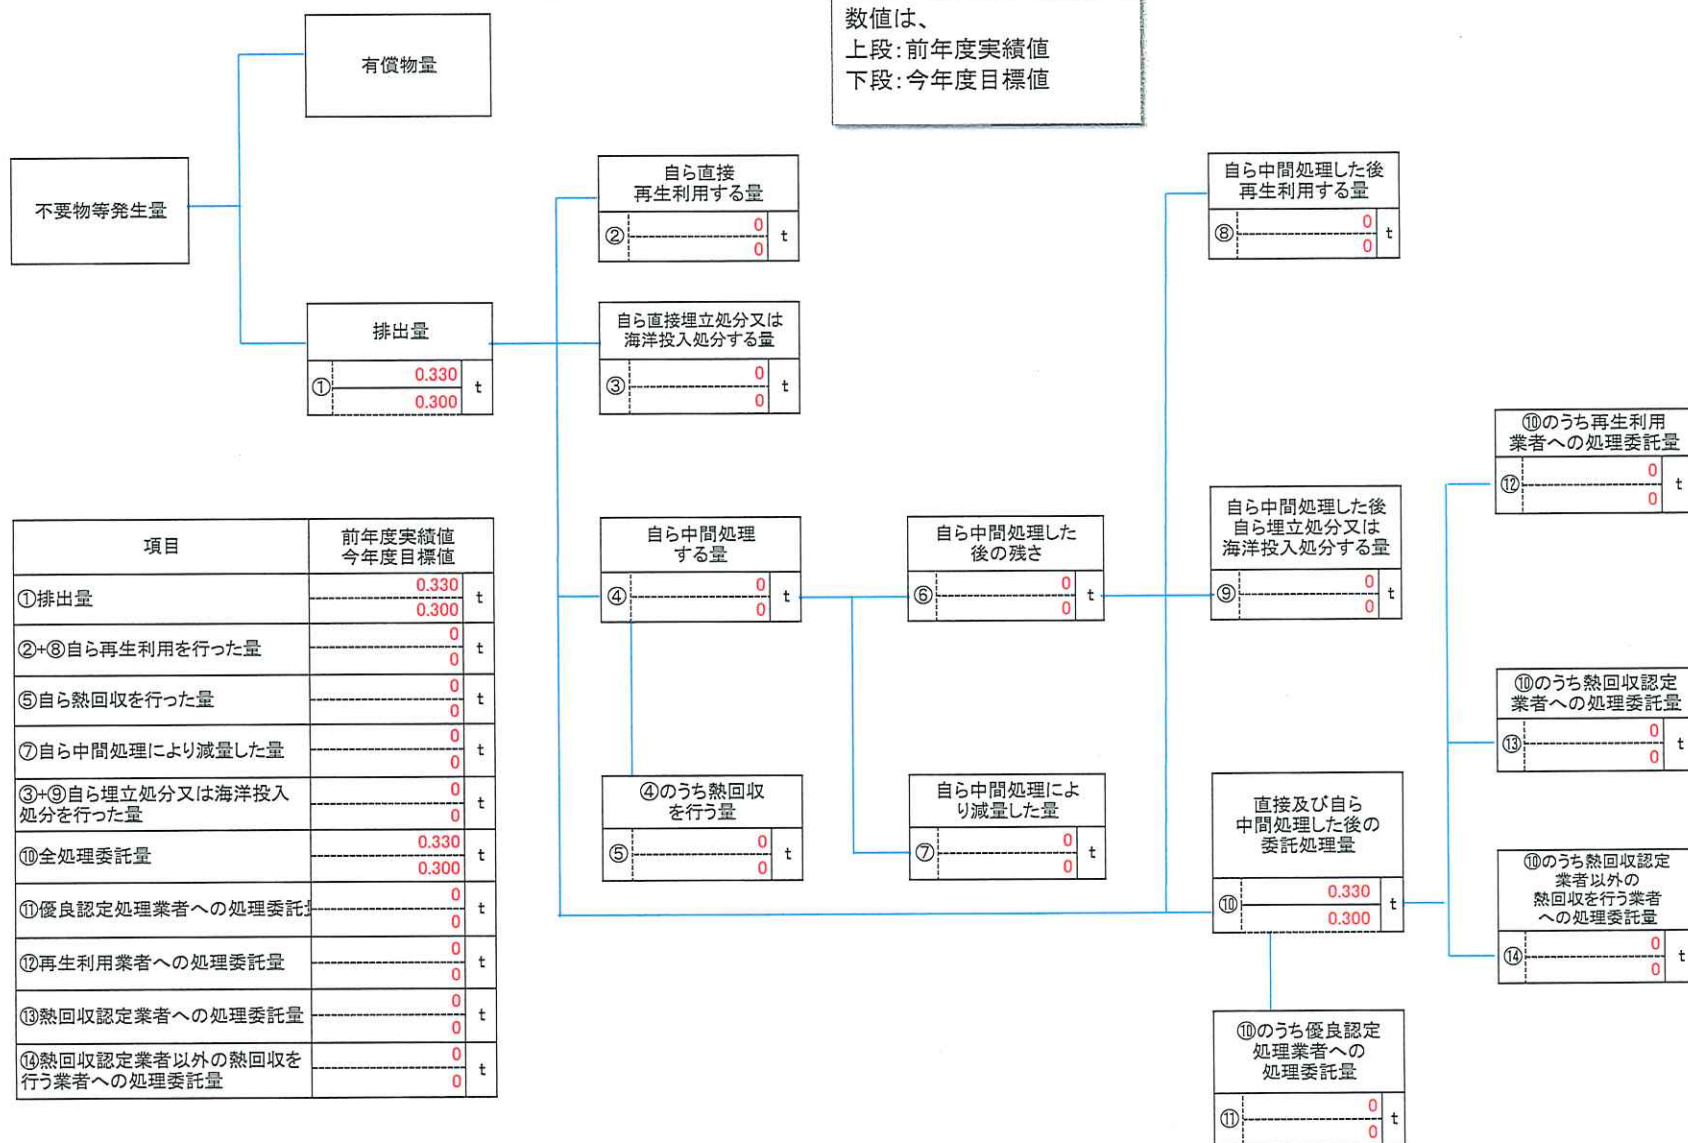 数値は、
上段:前年度実績値
下段:今年度目標値
有償物量
不要物等発生量
排出量
① 0.330 t
0.300
自ら直接
再生利用する量
② 0 t
0
自ら直接埋立処分又は
海洋投入処分する量
③ 0 t
0
自ら中間処理
する量
④ 0 t
0
④のうち熱回収
を行う量
⑤ 0 t
0
自ら中間処理した
後の残さ
⑥ 0 t
0
自ら中間処理によ
り減量した量
⑦ 0 t
0
自ら中間処理した後
再生利用する量
⑧ 0 t
0
自ら中間処理した後
自ら埋立処分又は
海洋投入処分する量
⑨ 0 t
0
直接及び自ら
中間処理した後の
委託処理量
⑩ 0.330 t
0.300
⑩のうち優良認定
処理業者への
処理委託量
⑪ 0 t
0
⑩のうち再生利用
業者への処理委託量
⑫ 0 t
0
⑩のうち熱回収認定
業者への処理委託量
⑬ 0 t
0
⑩のうち熱回収認定
業者以外の
熱回収を行う業者
への処理委託量
⑭ 0 t
0
項目 前年度実績値
今年度目標値
①排出量 0.330 t
0.300
②+⑧自ら再生利用を行った量 0 t
0
⑤自ら熱回収を行った量 0 t
0
⑦自ら中間処理により減量した量 0 t
0
③+⑨自ら埋立処分又は海洋投入
処分を行った量 0 t
0
⑩全処理委託量 0.330 t
0.300
⑪優良認定処理業者への処理委託 0 t
0
⑫再生利用業者への処理委託量 0 t
0
⑬熱回収認定業者への処理委託量 0 t
0
⑭熱回収認定業者以外の熱回収を
行う業者への処理委託量 0 t
0